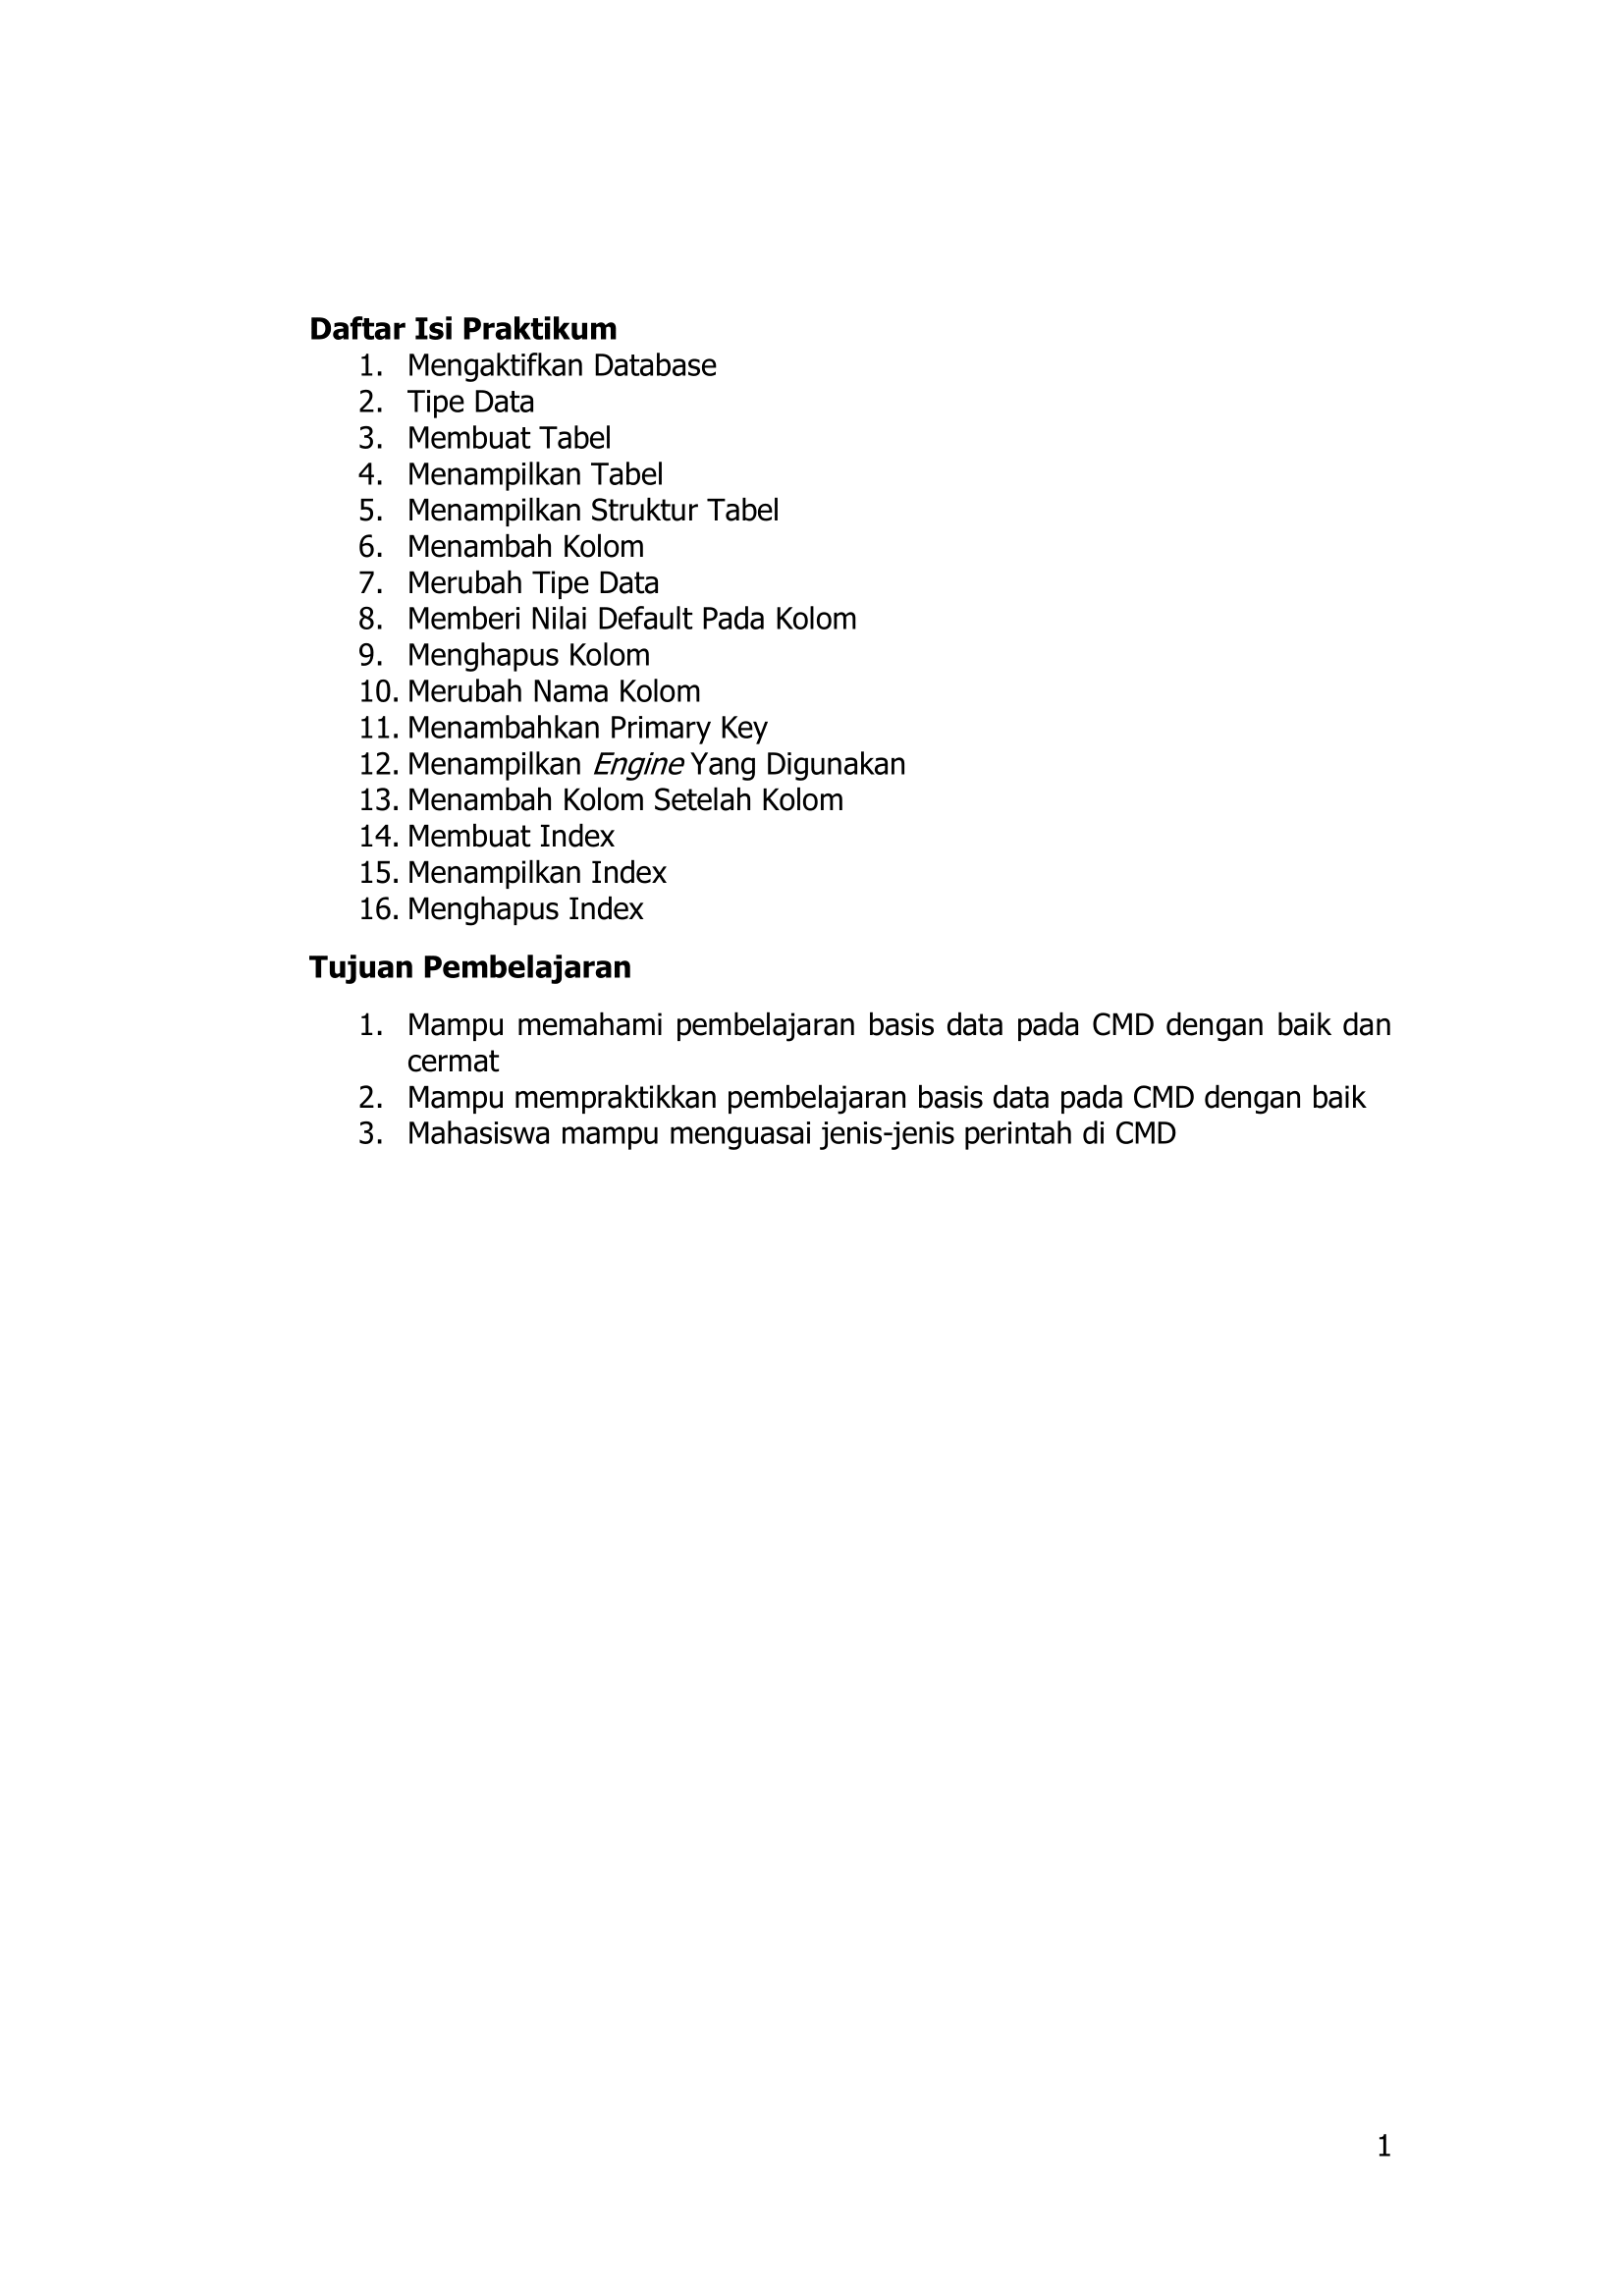 Daftar Isi Praktikum
1. Mengaktifkan Database
2. Tipe Data
3. Membuat Tabel
4. Menampilkan Tabel
5. Menampilkan Struktur Tabel
6. Menambah Kolom
7. Merubah Tipe Data
8. Memberi Nilai Default Pada Kolom
9. Menghapus Kolom
10. Merubah Nama Kolom
11. Menambahkan Primary Key
12. Menampilkan Engine Yang Digunakan
13. Menambah Kolom Setelah Kolom
14. Membuat Index
15. Menampilkan Index
16. Menghapus Index
Tujuan Pembelajaran
1. Mampu memahami pembelajaran basis data pada CMD dengan baik dan
cermat
2. Mampu mempraktikkan pembelajaran basis data pada CMD dengan baik
3. Mahasiswa mampu menguasai jenis-jenis perintah di CMD
1